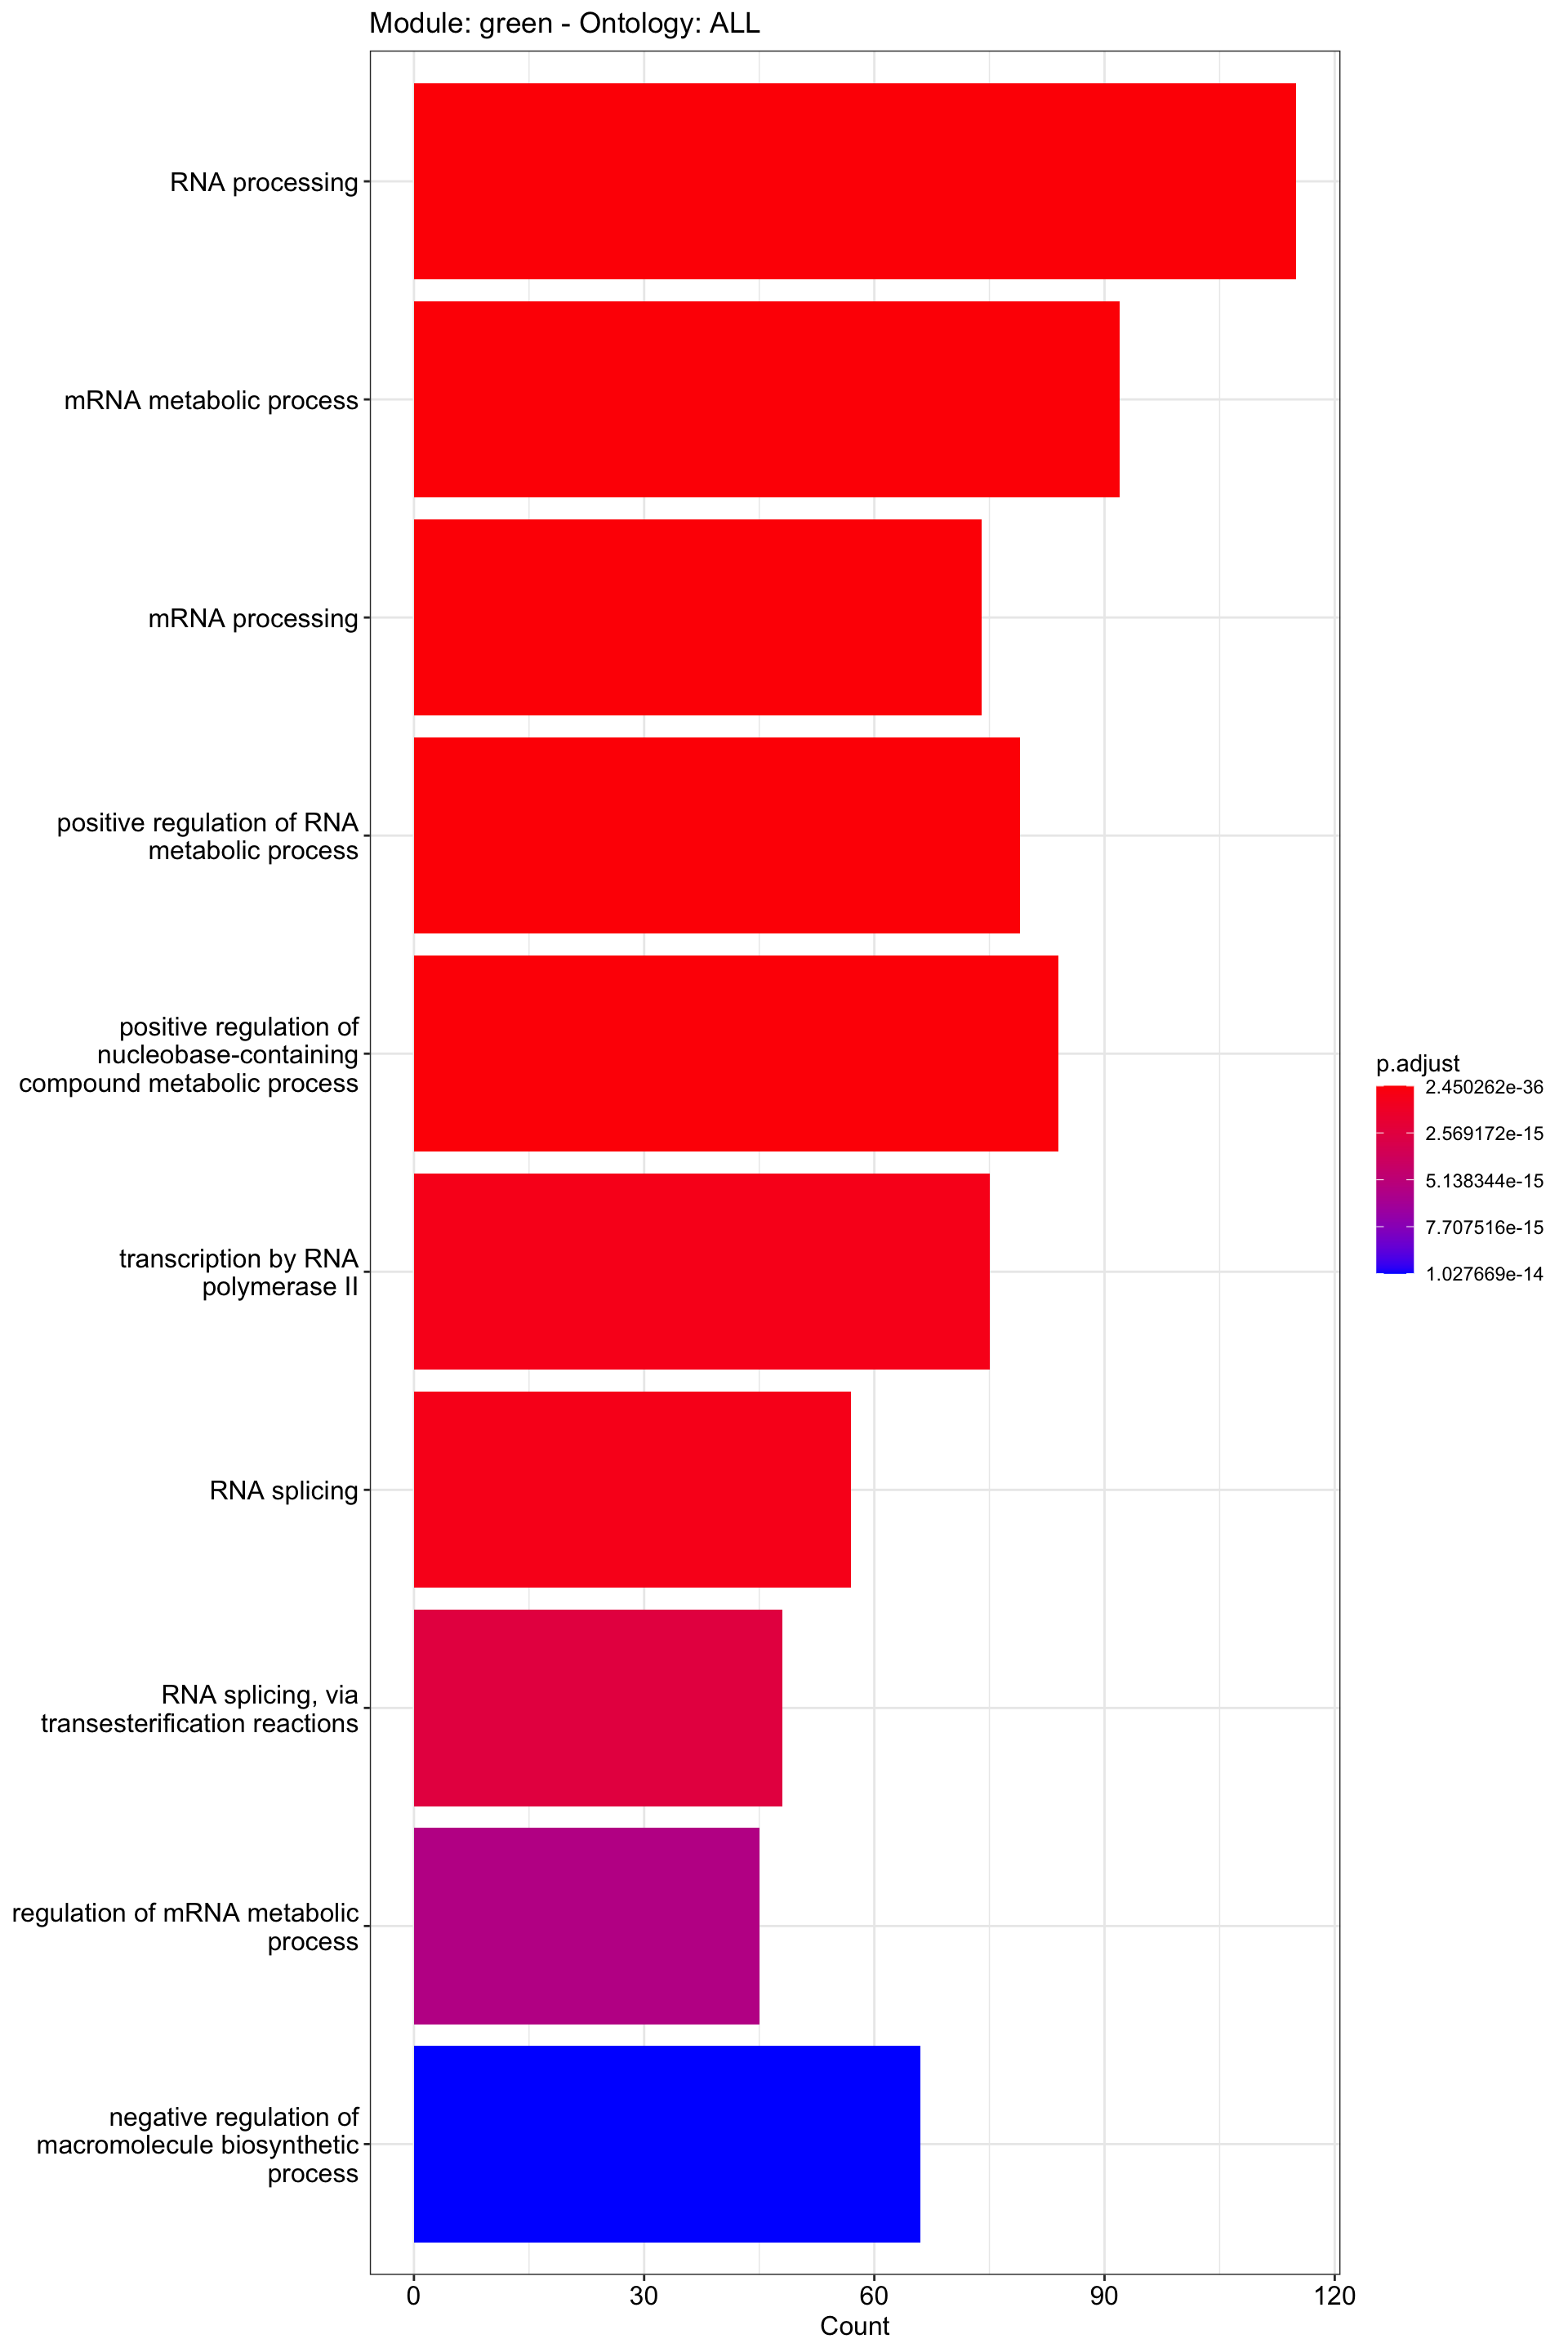 Module: green - Ontology: ALL
RNA processing
mRNA metabolic process
mRNA processing
positive regulation of RNA
metabolic process
positive regulation of
nucleobase-containing
compound metabolic process
transcription by RNA
polymerase II
RNA splicing
RNA splicing, via
transesterification reactions
regulation of mRNA metabolic
process
negative regulation of
macromolecule biosynthetic
process
0 30 60 90 120
Count
p.adjust
2.450262e-36
2.569172e-15
5.138344e-15
7.707516e-15
1.027669e-14